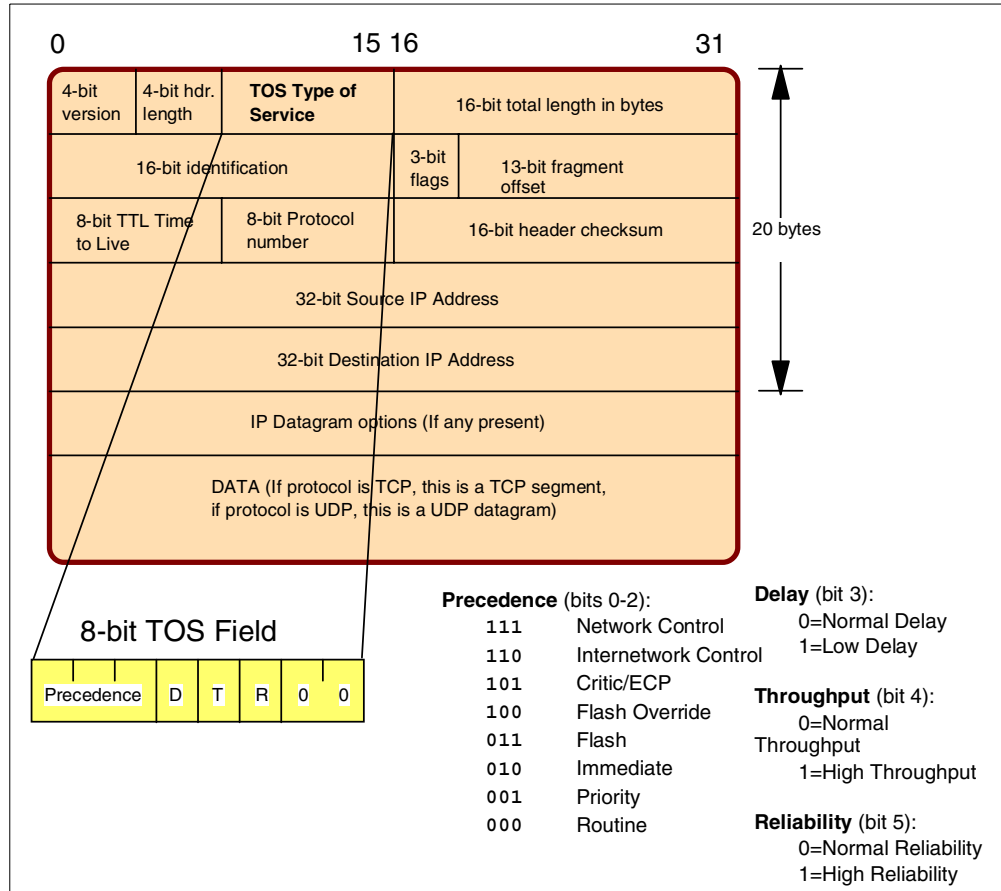 0 15 16 31
4-bit version
4-bit hdr. length
TOS Type of Service
16-bit total length in bytes
16-bit identification
3-bit flags
13-bit fragment offset
8-bit TTL Time to Live
8-bit Protocol number
16-bit header checksum
20 bytes
32-bit Source IP Address
32-bit Destination IP Address
IP Datagram options (If any present)
DATA (If protocol is TCP, this is a TCP segment,
if protocol is UDP, this is a UDP datagram)
8-bit TOS Field
Precedence D T R 0 0
Precedence (bits 0-2):
111 Network Control
110 Internetwork Control
101 Critic/ECP
100 Flash Override
011 Flash
010 Immediate
001 Priority
000 Routine
Delay (bit 3):
0=Normal Delay
1=Low Delay
Throughput (bit 4):
0=Normal
Throughput
1=High Throughput
Reliability (bit 5):
0=Normal Reliability
1=High Reliability